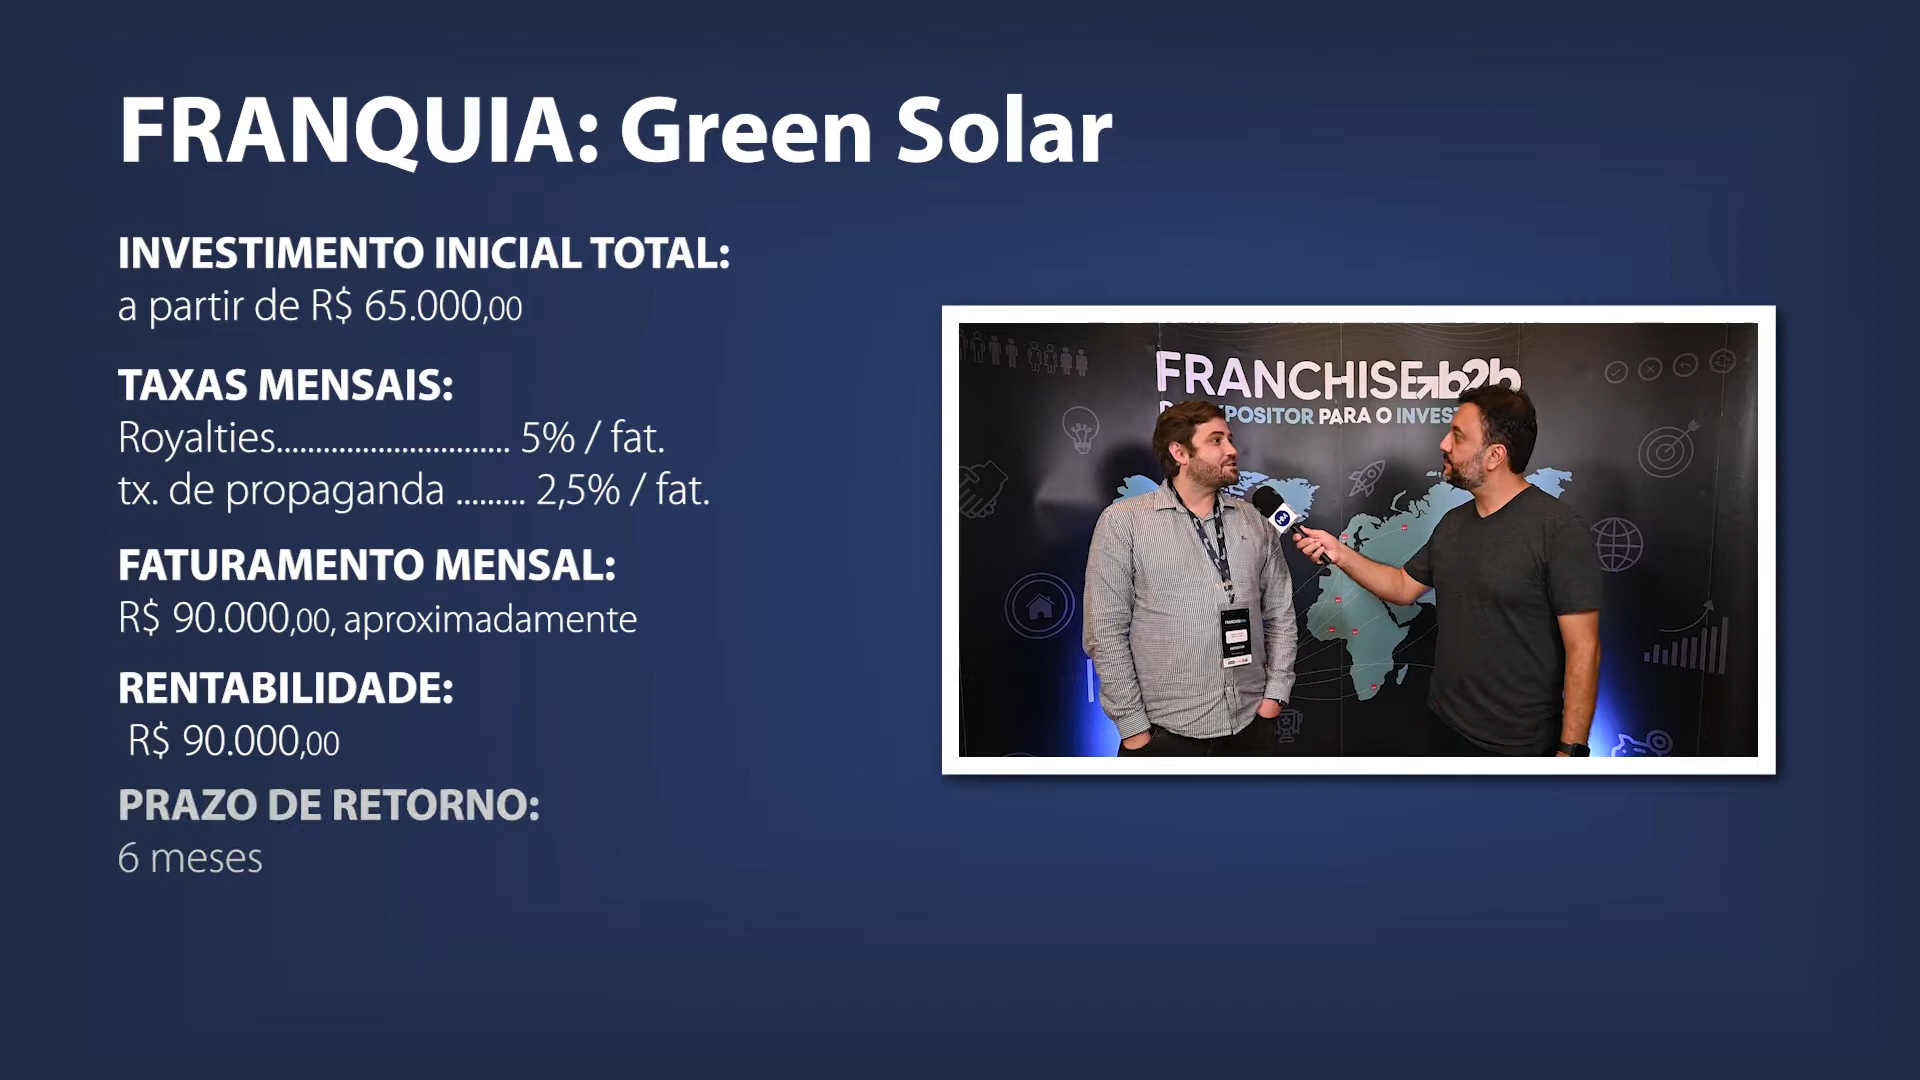 FRANQUIA: Green Solar
INVESTIMENTO INICIAL TOTAL:
a partir de R$ 65.000,00
TAXAS MENSAIS:
Royalties.............................. 5% / fat.
tx. de propaganda ......... 2,5% / fat.
FATURAMENTO MENSAL:
R$ 90.000,00, aproximadamente
RENTABILIDADE:
R$ 90.000,00
PRAZO DE RETORNO:
6 meses
FRANCHISE b2b
XPOSITOR PARA O INVES